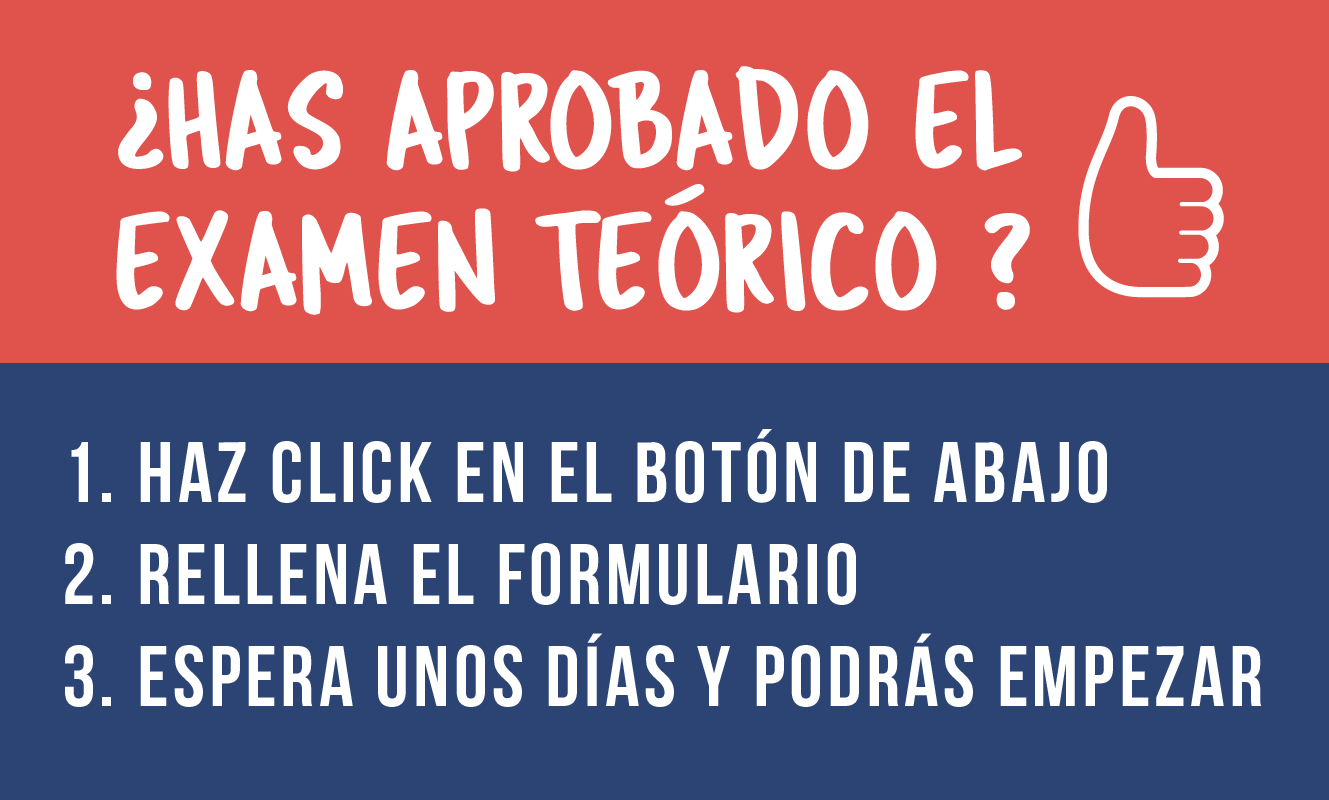 ¿HAS APROBADO EL
EXAMEN TEÓRICO ?
1. HAZ CLICK EN EL BOTÓN DE ABAJO
2. RELLENA EL FORMULARIO
3. ESPERA UNOS DÍAS Y PODRÁS EMPEZAR